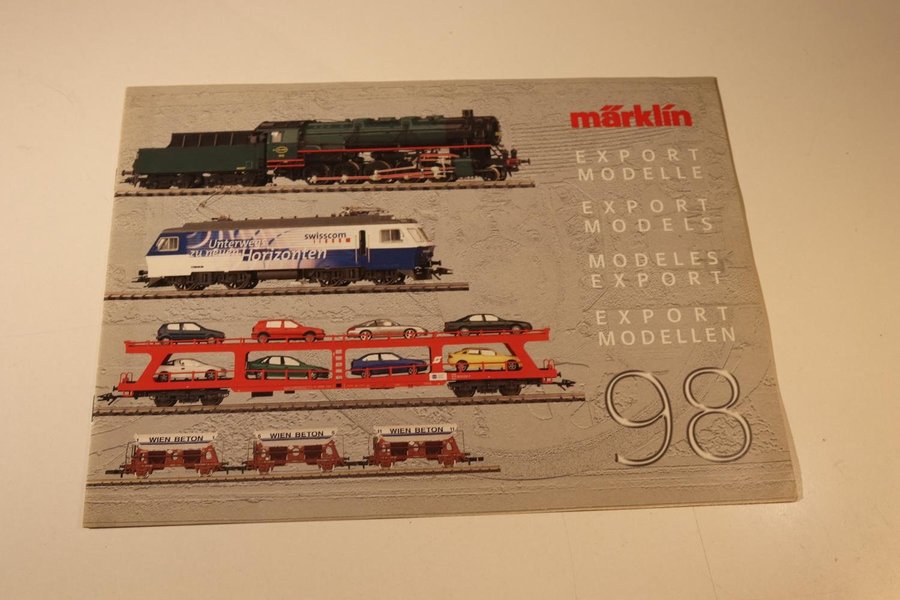 märklin
EXPORT
MODELLE
EXPORT
MODELS
MODELES
EXPORT
EXPORT
MODELLEN
98
swisscom
Unterwegs
zu neuen Horizonten
WIEN BETON
WIEN BETON
WIEN BETON